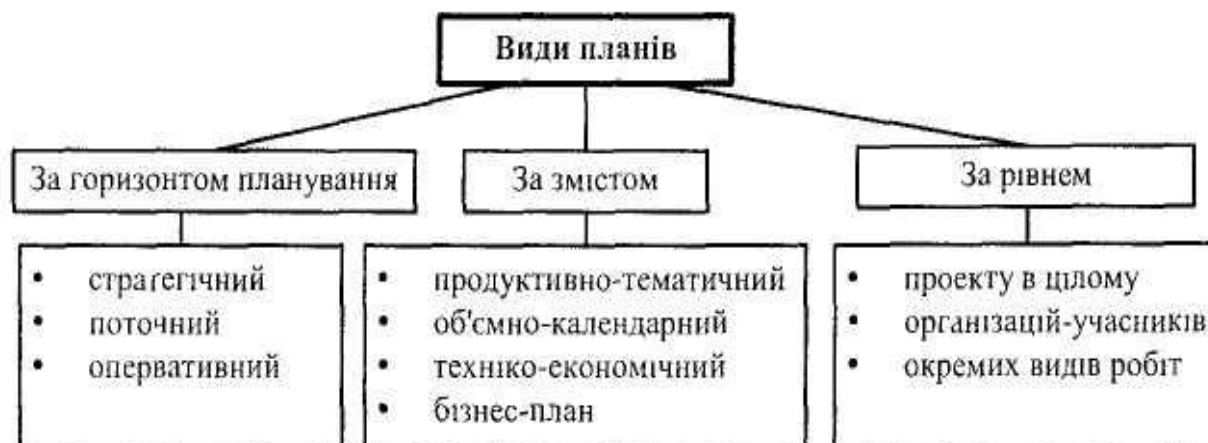 Види планів
За горизонтом планування
За змістом
За рівнем
• стратегічний
• поточний
• опервативний
• продуктивно-тематичний
• об'ємно-календарний
• техніко-економічний
• бізнес-план
• проекту в цілому
• організацій-учасників
• окремих видів робіт